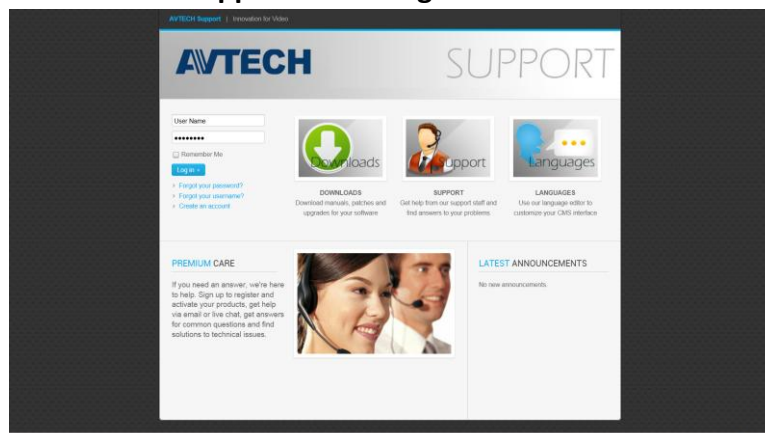 AVTECH Support | Innovation for Video
AVTECH
SUPPORT
User Name
Remember Me
Log in
Forgot your password?
Forgot your username?
Create an account
Downloads
DOWNLOADS
Download manuals, patches and
upgrades for your software
Support
SUPPORT
Get help from our support staff and
find answers to your problems
Languages
LANGUAGES
Use our language editor to
customize your CMS interface
PREMIUM CARE
If you need an answer, we're here
to help. Sign up to register and
activate your products, get help
via email or live chat, get answers
for common questions and find
solutions to technical issues.
LATEST ANNOUNCEMENTS
No new announcements.